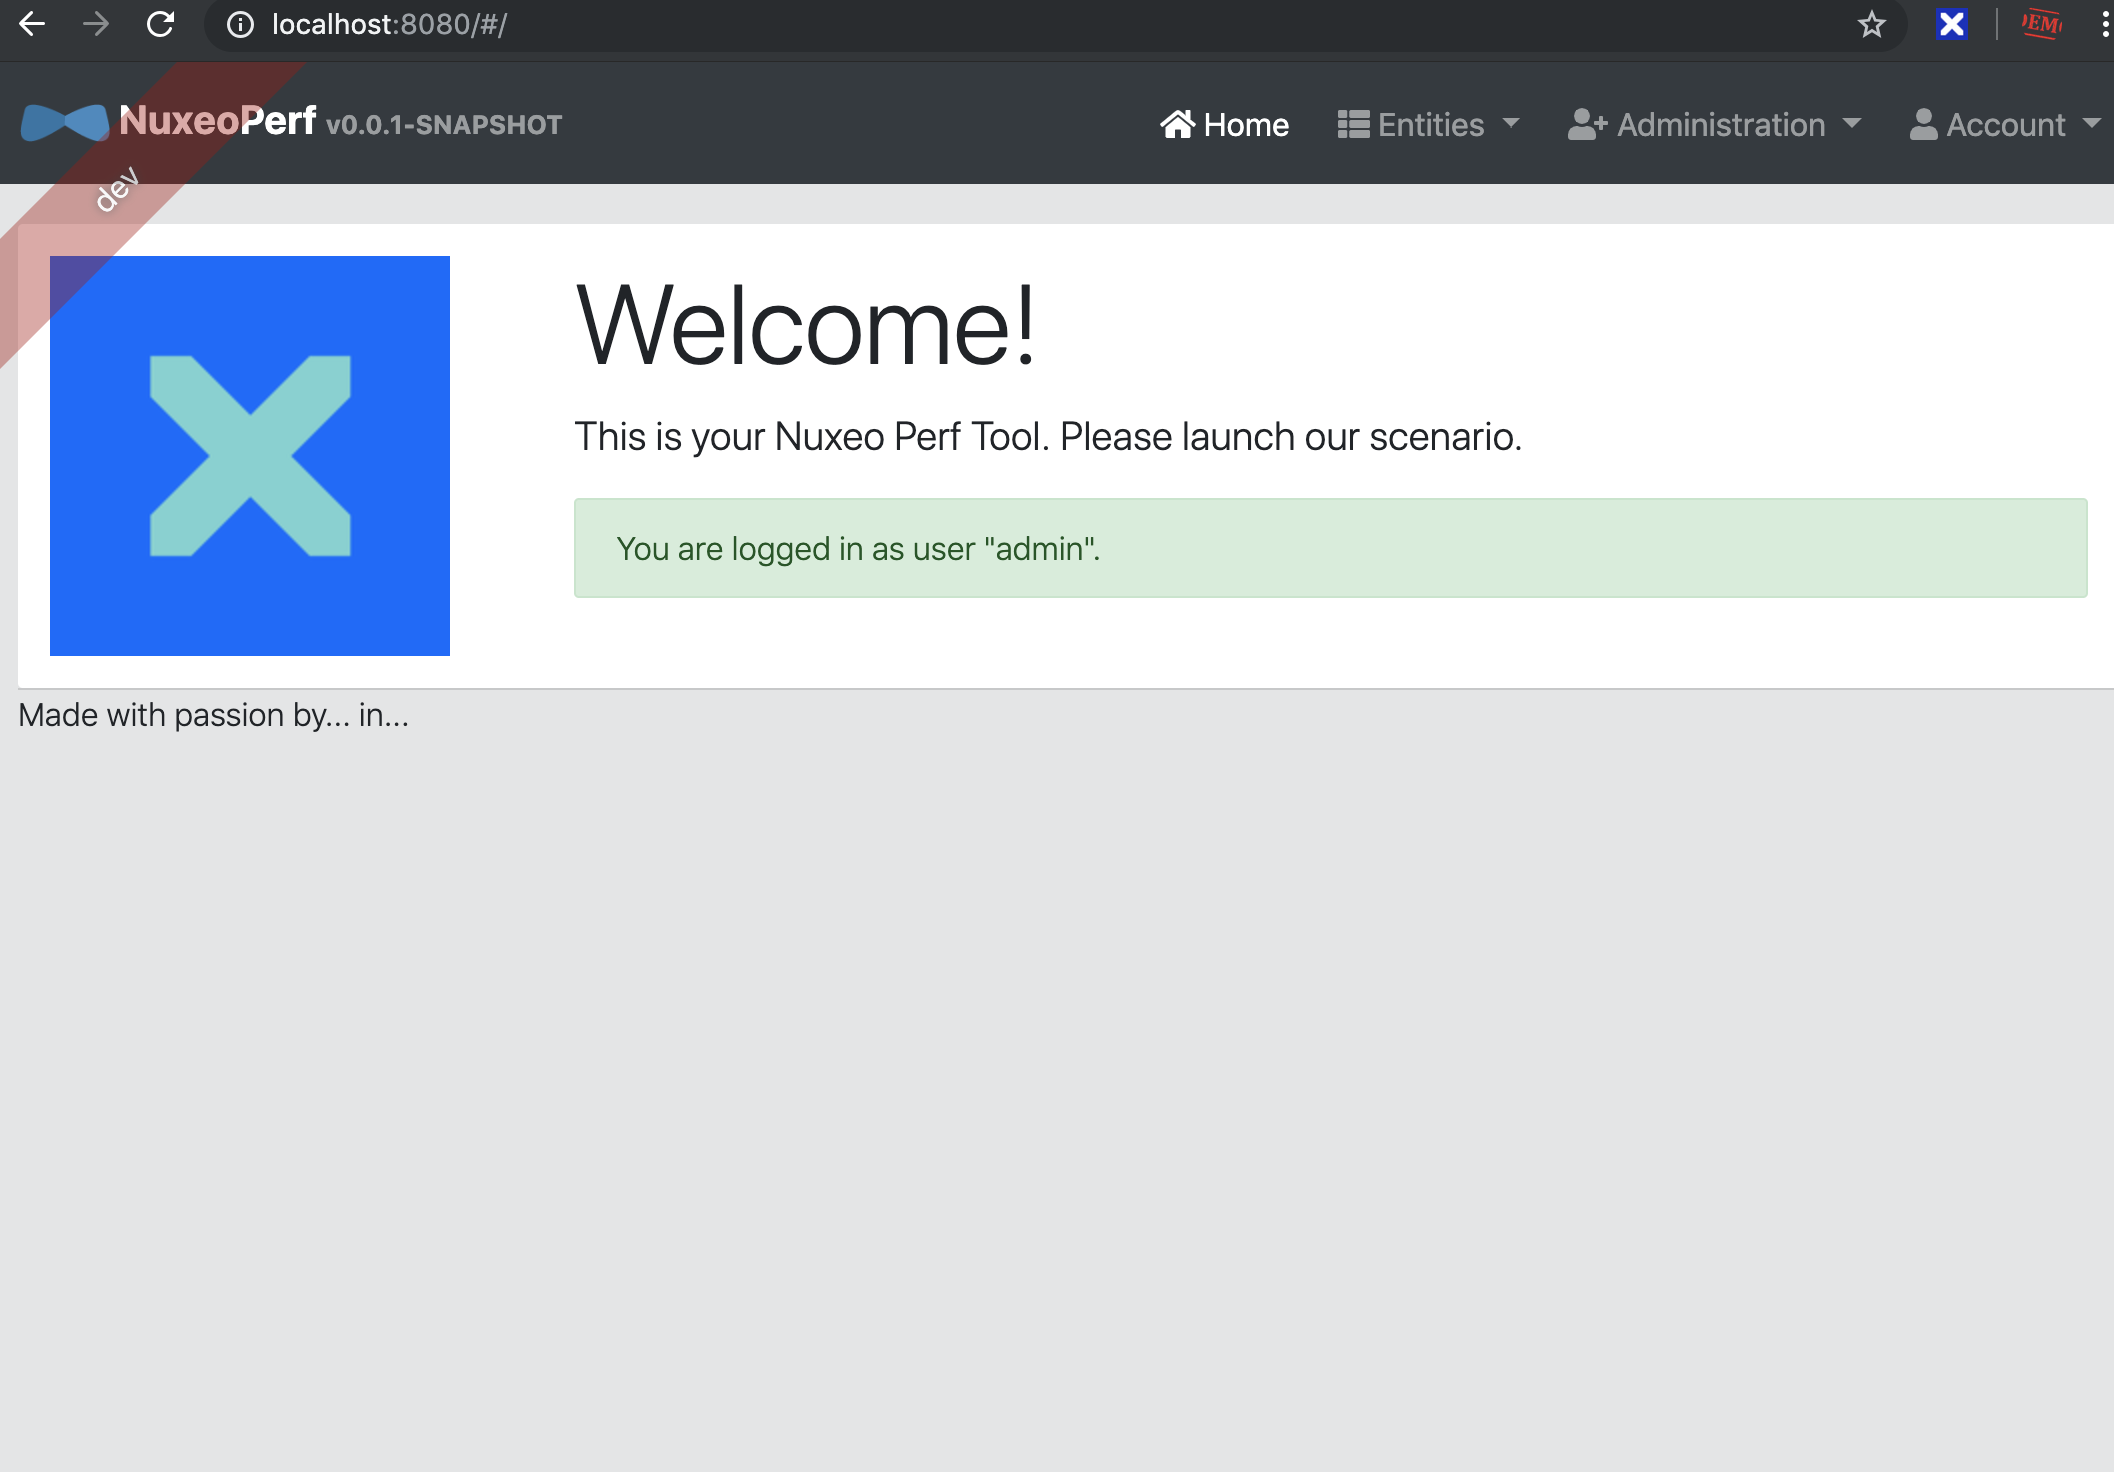 localhost:8080/#/
NuxeoPerf v0.0.1-SNAPSHOT
Home Entities Administration Account
dev
Welcome!
This is your Nuxeo Perf Tool. Please launch our scenario.
You are logged in as user "admin".
Made with passion by... in...